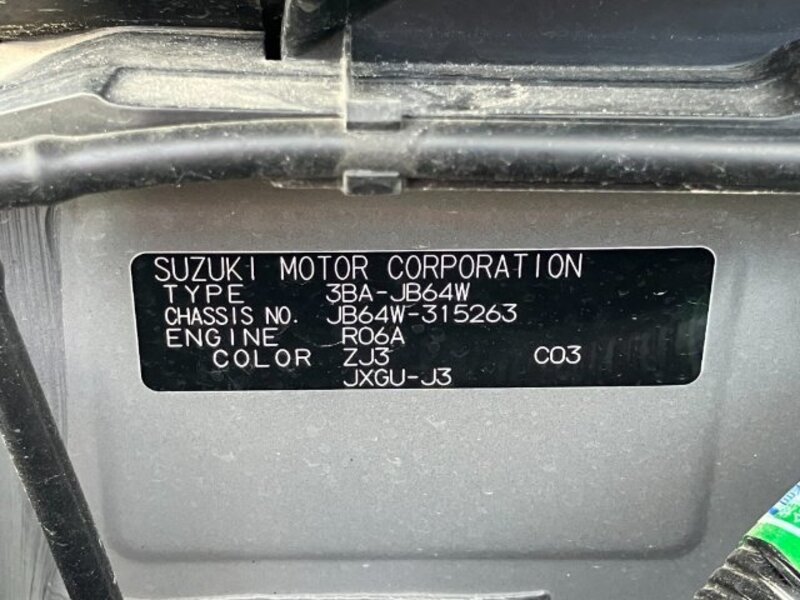 SUZUKI MOTOR CORPORATION
TYPE 3BA-JB64W
CHASSIS NO. JB64W-315263
ENGINE R06A
COLOR ZJ3 C03
JXGU-J3